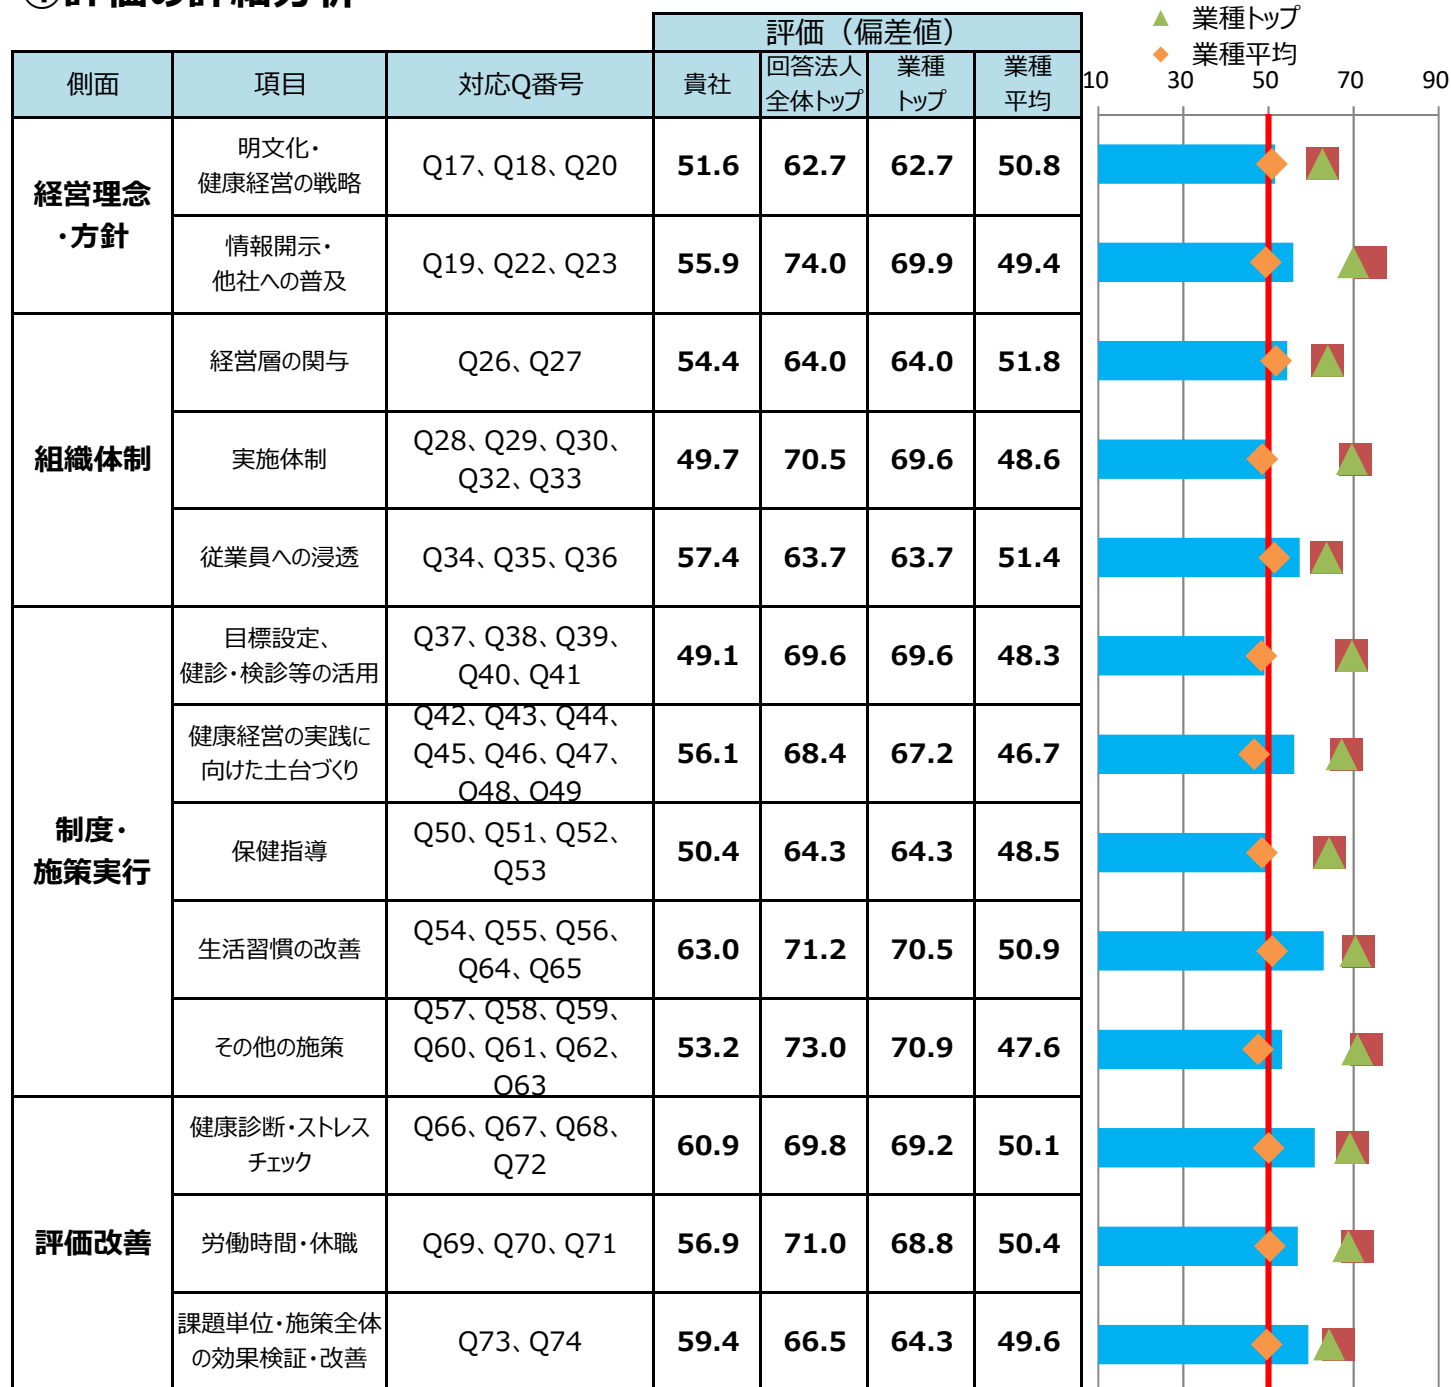 ①評価の詳細分析
▲ 業種トップ
◆ 業種平均
評価（偏差値）
側面 項目 対応Q番号 貴社 回答法人 業種 業種
全体トップ トップ 平均
10 30 50 70 90
経営理念
・方針
明文化・
健康経営の戦略
Q17、Q18、Q20 51.6 62.7 62.7 50.8
情報開示・
他社への普及
Q19、Q22、Q23 55.9 74.0 69.9 49.4
組織体制
経営層の関与 Q26、Q27 54.4 64.0 64.0 51.8
実施体制
Q28、Q29、Q30、
Q32、Q33
49.7 70.5 69.6 48.6
従業員への浸透 Q34、Q35、Q36 57.4 63.7 63.7 51.4
制度・
施策実行
目標設定、
健診・検診等の活用
Q37、Q38、Q39、
Q40、Q41
49.1 69.6 69.6 48.3
健康経営の実践に
向けた土台づくり
Q42、Q43、Q44、
Q45、Q46、Q47、
Q48、Q49
56.1 68.4 67.2 46.7
保健指導
Q50、Q51、Q52、
Q53
50.4 64.3 64.3 48.5
生活習慣の改善
Q54、Q55、Q56、
Q64、Q65
63.0 71.2 70.5 50.9
その他の施策
Q57、Q58、Q59、
Q60、Q61、Q62、
Q63
53.2 73.0 70.9 47.6
評価改善
健康診断・ストレス
チェック
Q66、Q67、Q68、
Q72
60.9 69.8 69.2 50.1
労働時間・休職 Q69、Q70、Q71 56.9 71.0 68.8 50.4
課題単位・施策全体
の効果検証・改善
Q73、Q74 59.4 66.5 64.3 49.6